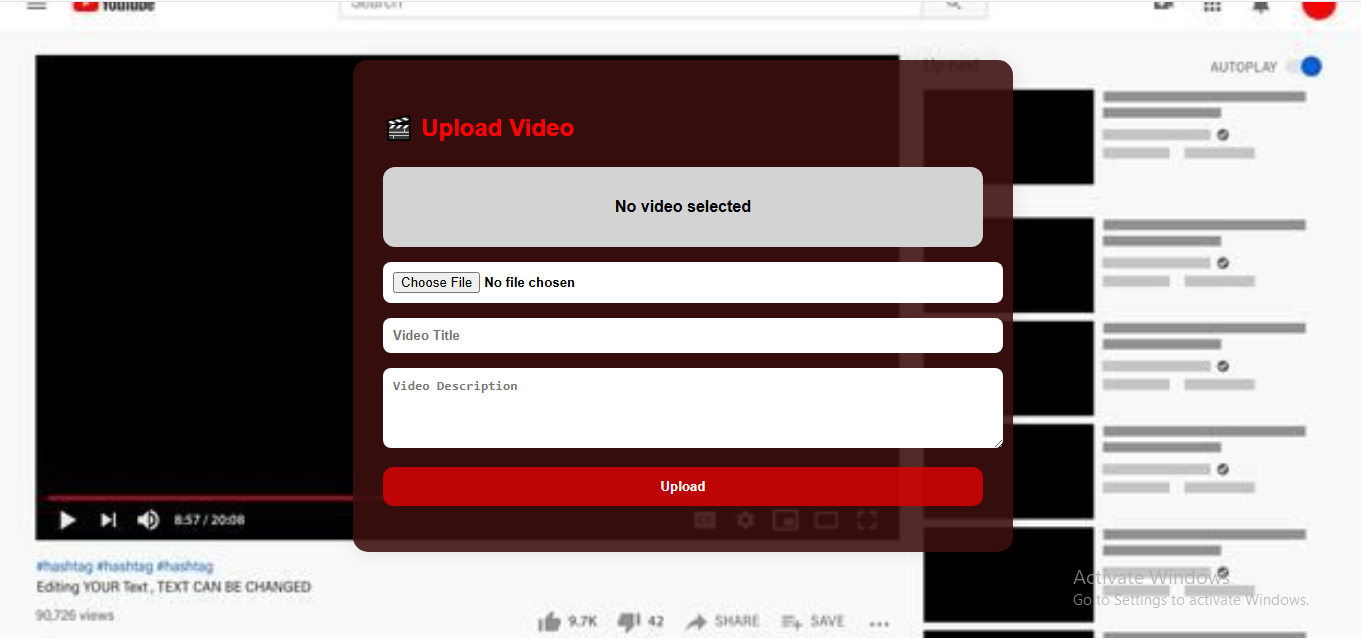 YouTube
Search
Up next
AUTOPLAY
Upload Video
No video selected
Choose File No file chosen
Video Title
Video Description
Upload
8:57 / 20:08
#hashtag #hashtag #hashtag
Editing YOUR Text , TEXT CAN BE CHANGED
90,726 views
9.7K 42 SHARE SAVE
Activate Windows
Go to Settings to activate Windows.